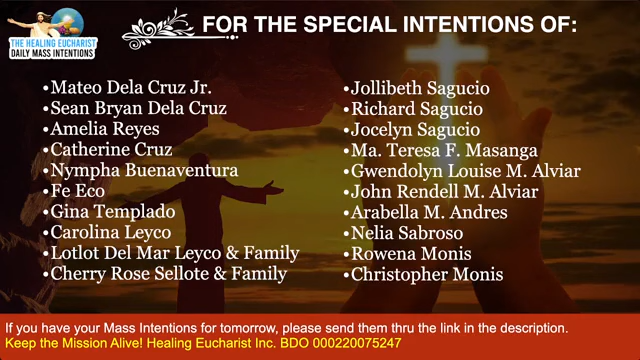 THE HEALING EUCHARIST
DAILY MASS INTENTIONS
FOR THE SPECIAL INTENTIONS OF:
•Mateo Dela Cruz Jr.
•Sean Bryan Dela Cruz
•Amelia Reyes
•Catherine Cruz
•Nympha Buenaventura
•Fe Eco
•Gina Templado
•Carolina Leyco
•Lotlot Del Mar Leyco & Family
•Cherry Rose Sellote & Family
•Jollibeth Sagucio
•Richard Sagucio
•Jocelyn Sagucio
•Ma. Teresa F. Masanga
•Gwendolyn Louise M. Alviar
•John Rendell M. Alviar
•Arabella M. Andres
•Nelia Sabroso
•Rowena Monis
•Christopher Monis
If you have your Mass Intentions for tomorrow, please send them thru the link in the description.
Keep the Mission Alive! Healing Eucharist Inc. BDO 000220075247